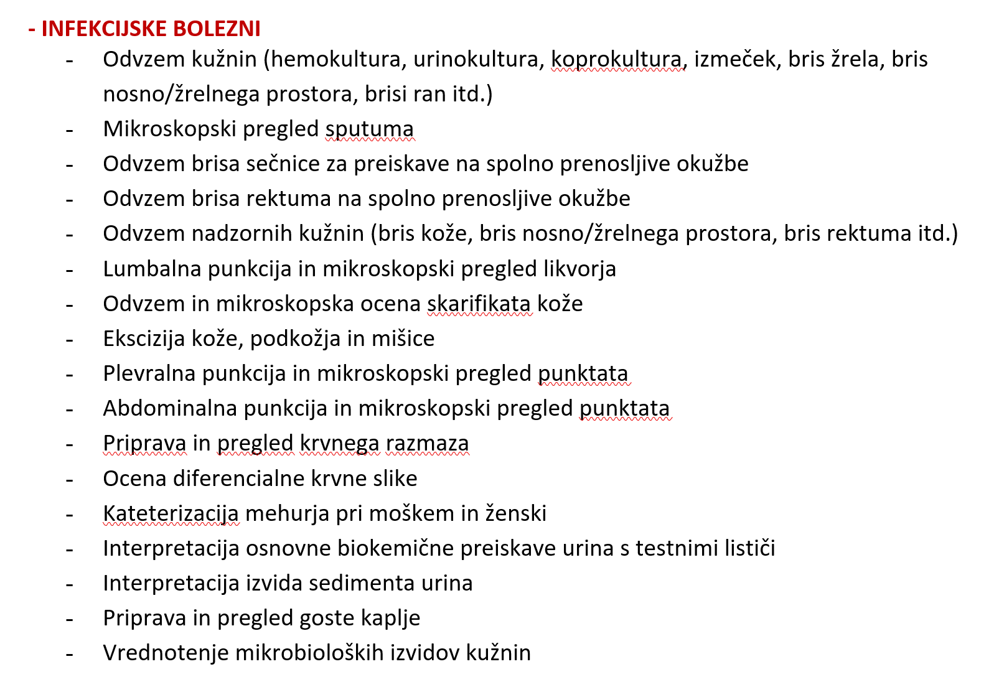 - INFEKCIJSKE BOLEZNI
- Odvzem kužnin (hemokultura, urinokultura, koprokultura, izmeček, bris žrela, bris
nosno/žrelnega prostora, brisi ran itd.)
- Mikroskopski pregled sputuma
- Odvzem brisa sečnice za preiskave na spolno prenosljive okužbe
- Odvzem brisa rektuma na spolno prenosljive okužbe
- Odvzem nadzornih kužnin (bris kože, bris nosno/žrelnega prostora, bris rektuma itd.)
- Lumbalna punkcija in mikroskopski pregled likvorja
- Odvzem in mikroskopska ocena skarifikata kože
- Ekscizija kože, podkožja in mišice
- Plevralna punkcija in mikroskopski pregled punktata
- Abdominalna punkcija in mikroskopski pregled punktata
- Priprava in pregled krvnega razmaza
- Ocena diferencialne krvne slike
- Kateterizacija mehurja pri moškem in ženski
- Interpretacija osnovne biokemične preiskave urina s testnimi lističi
- Interpretacija izvida sedimenta urina
- Priprava in pregled goste kaplje
- Vrednotenje mikrobioloških izvidov kužnin